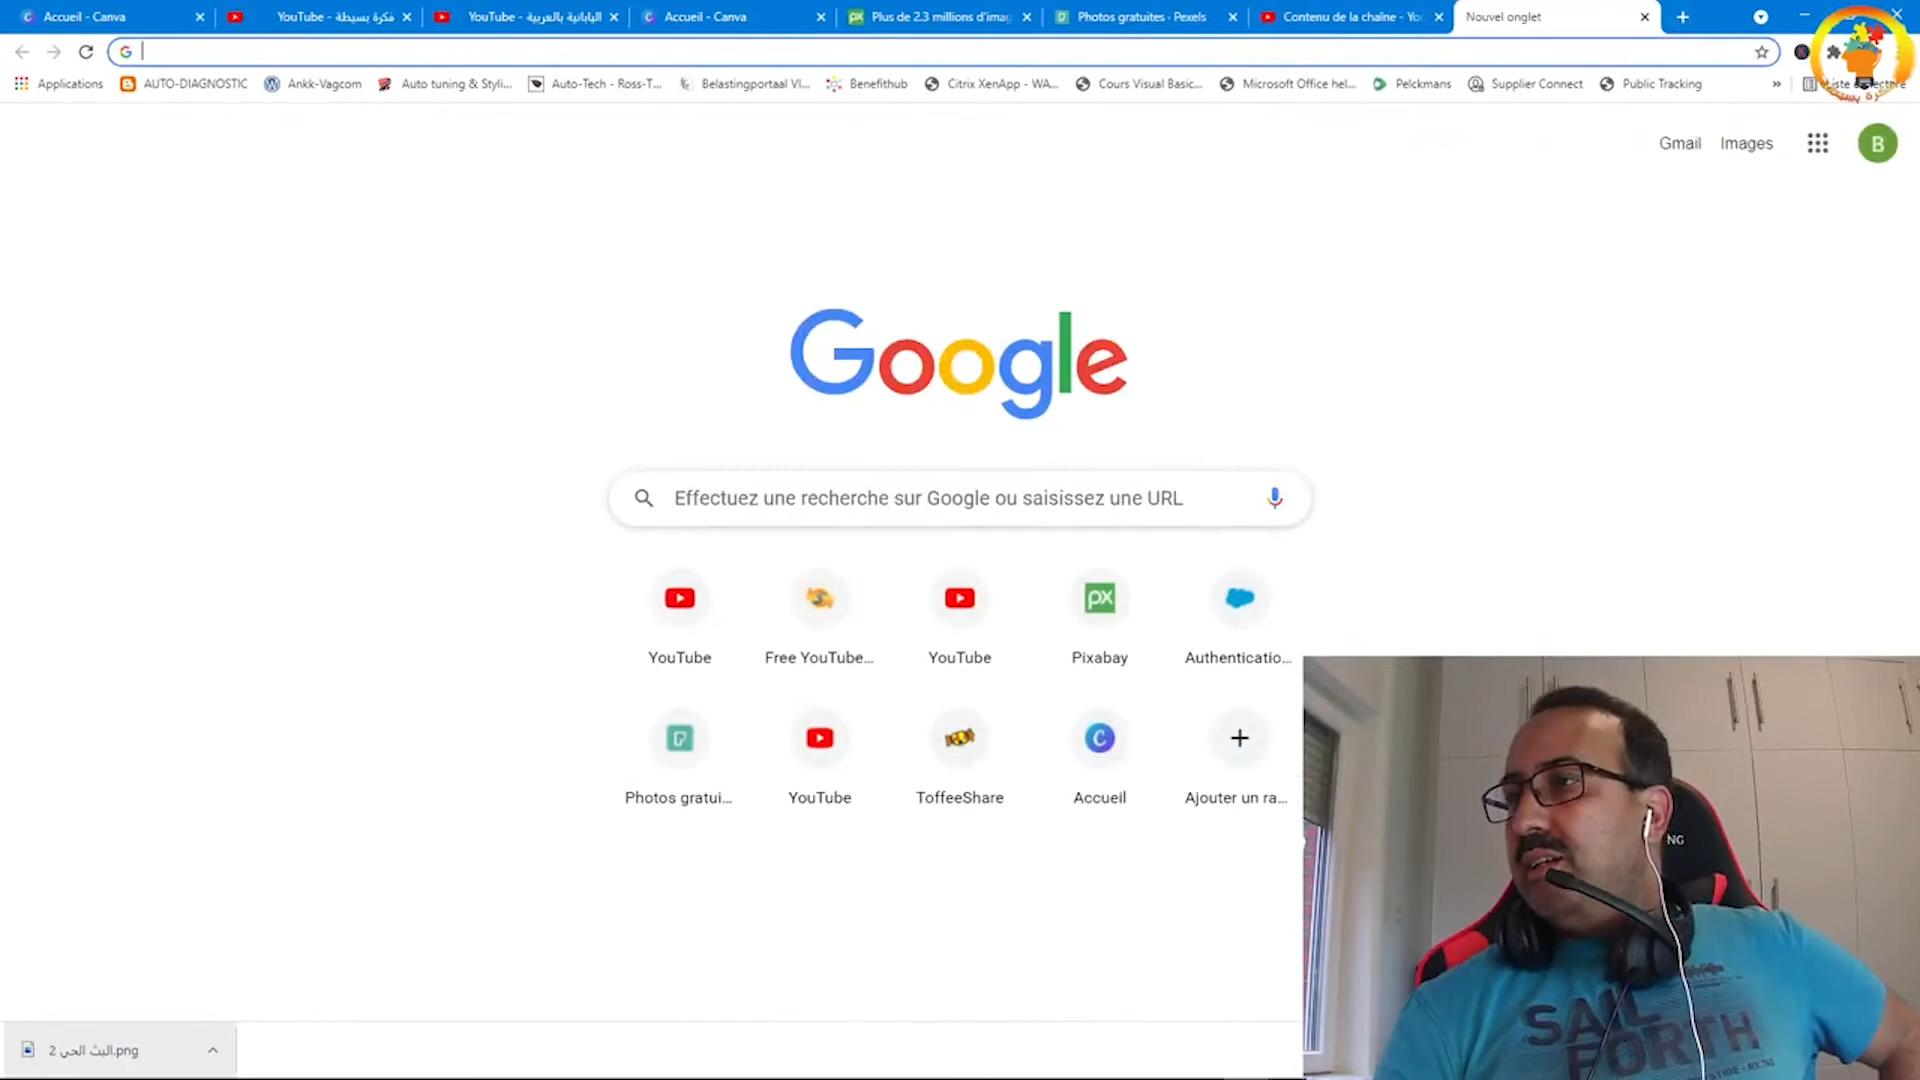 Accueil - Canva
YouTube - فكرة بسيطة
YouTube - اليابانية بالعربية
Accueil - Canva
Plus de 2.3 millions d'imag
Photos gratuites · Pexels
Contenu de la chaîne - You
Nouvel onglet
Applications
AUTO-DIAGNOSTIC
Ankk-Vagcom
Auto tuning & Styli...
Auto-Tech - Ross-T...
Belastingportaal Vl...
Benefithub
Citrix XenApp - WA...
Cours Visual Basic...
Microsoft Office hel...
Pelckmans
Supplier Connect
Public Tracking
»
Gmail
Images
B
Google
Effectuez une recherche sur Google ou saisissez une URL
px
YouTube
Free YouTube...
YouTube
Pixabay
Authenticatio...
Photos gratui...
YouTube
ToffeeShare
Accueil
Ajouter un ra...
NG
SAIL
FORTH
البث الحي 2.png